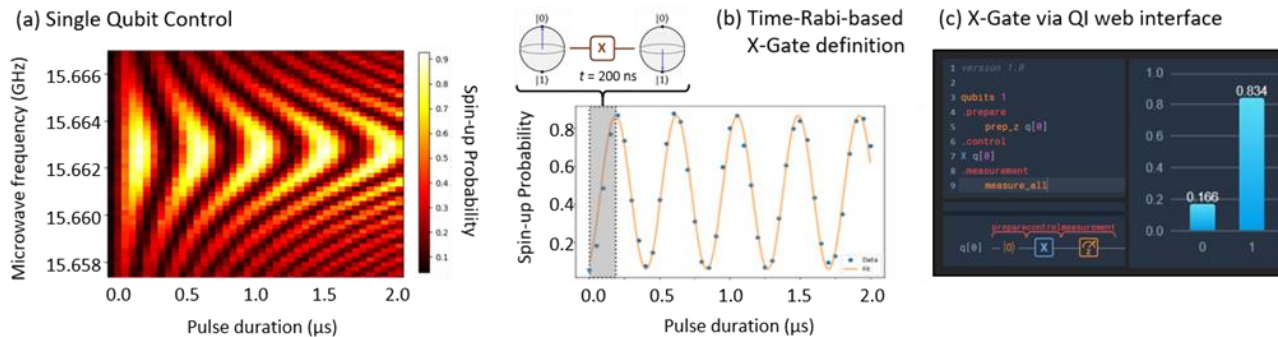 (a) Single Qubit Control
Microwave frequency (GHz)
15.666
15.664
15.662
15.660
15.658
0.0 0.5 1.0 1.5 2.0
Pulse duration (μs)
0.9
0.8
0.7
0.6
0.5
0.4
0.3
0.2
0.1
Spin-up Probability
(b) Time-Rabi-based
X-Gate definition
|0⟩ |0⟩
X
|1⟩ |1⟩
t = 200 ns
Spin-up Probability
0.8
0.6
0.4
0.2
Data
Fit
0.0 0.5 1.0 1.5 2.0
Pulse duration (μs)
(c) X-Gate via QI web interface
1 version 1.0
2
3 qubits 1
4 .prepare
5 prep_z q[0]
6 .control
7 X q[0]
8 .measurement
9 measure_all
preparecontrolmeasurement
q[0] |0⟩ X z
1.0
0.8
0.6
0.4
0.2
0.0
0.166
0.834
0 1